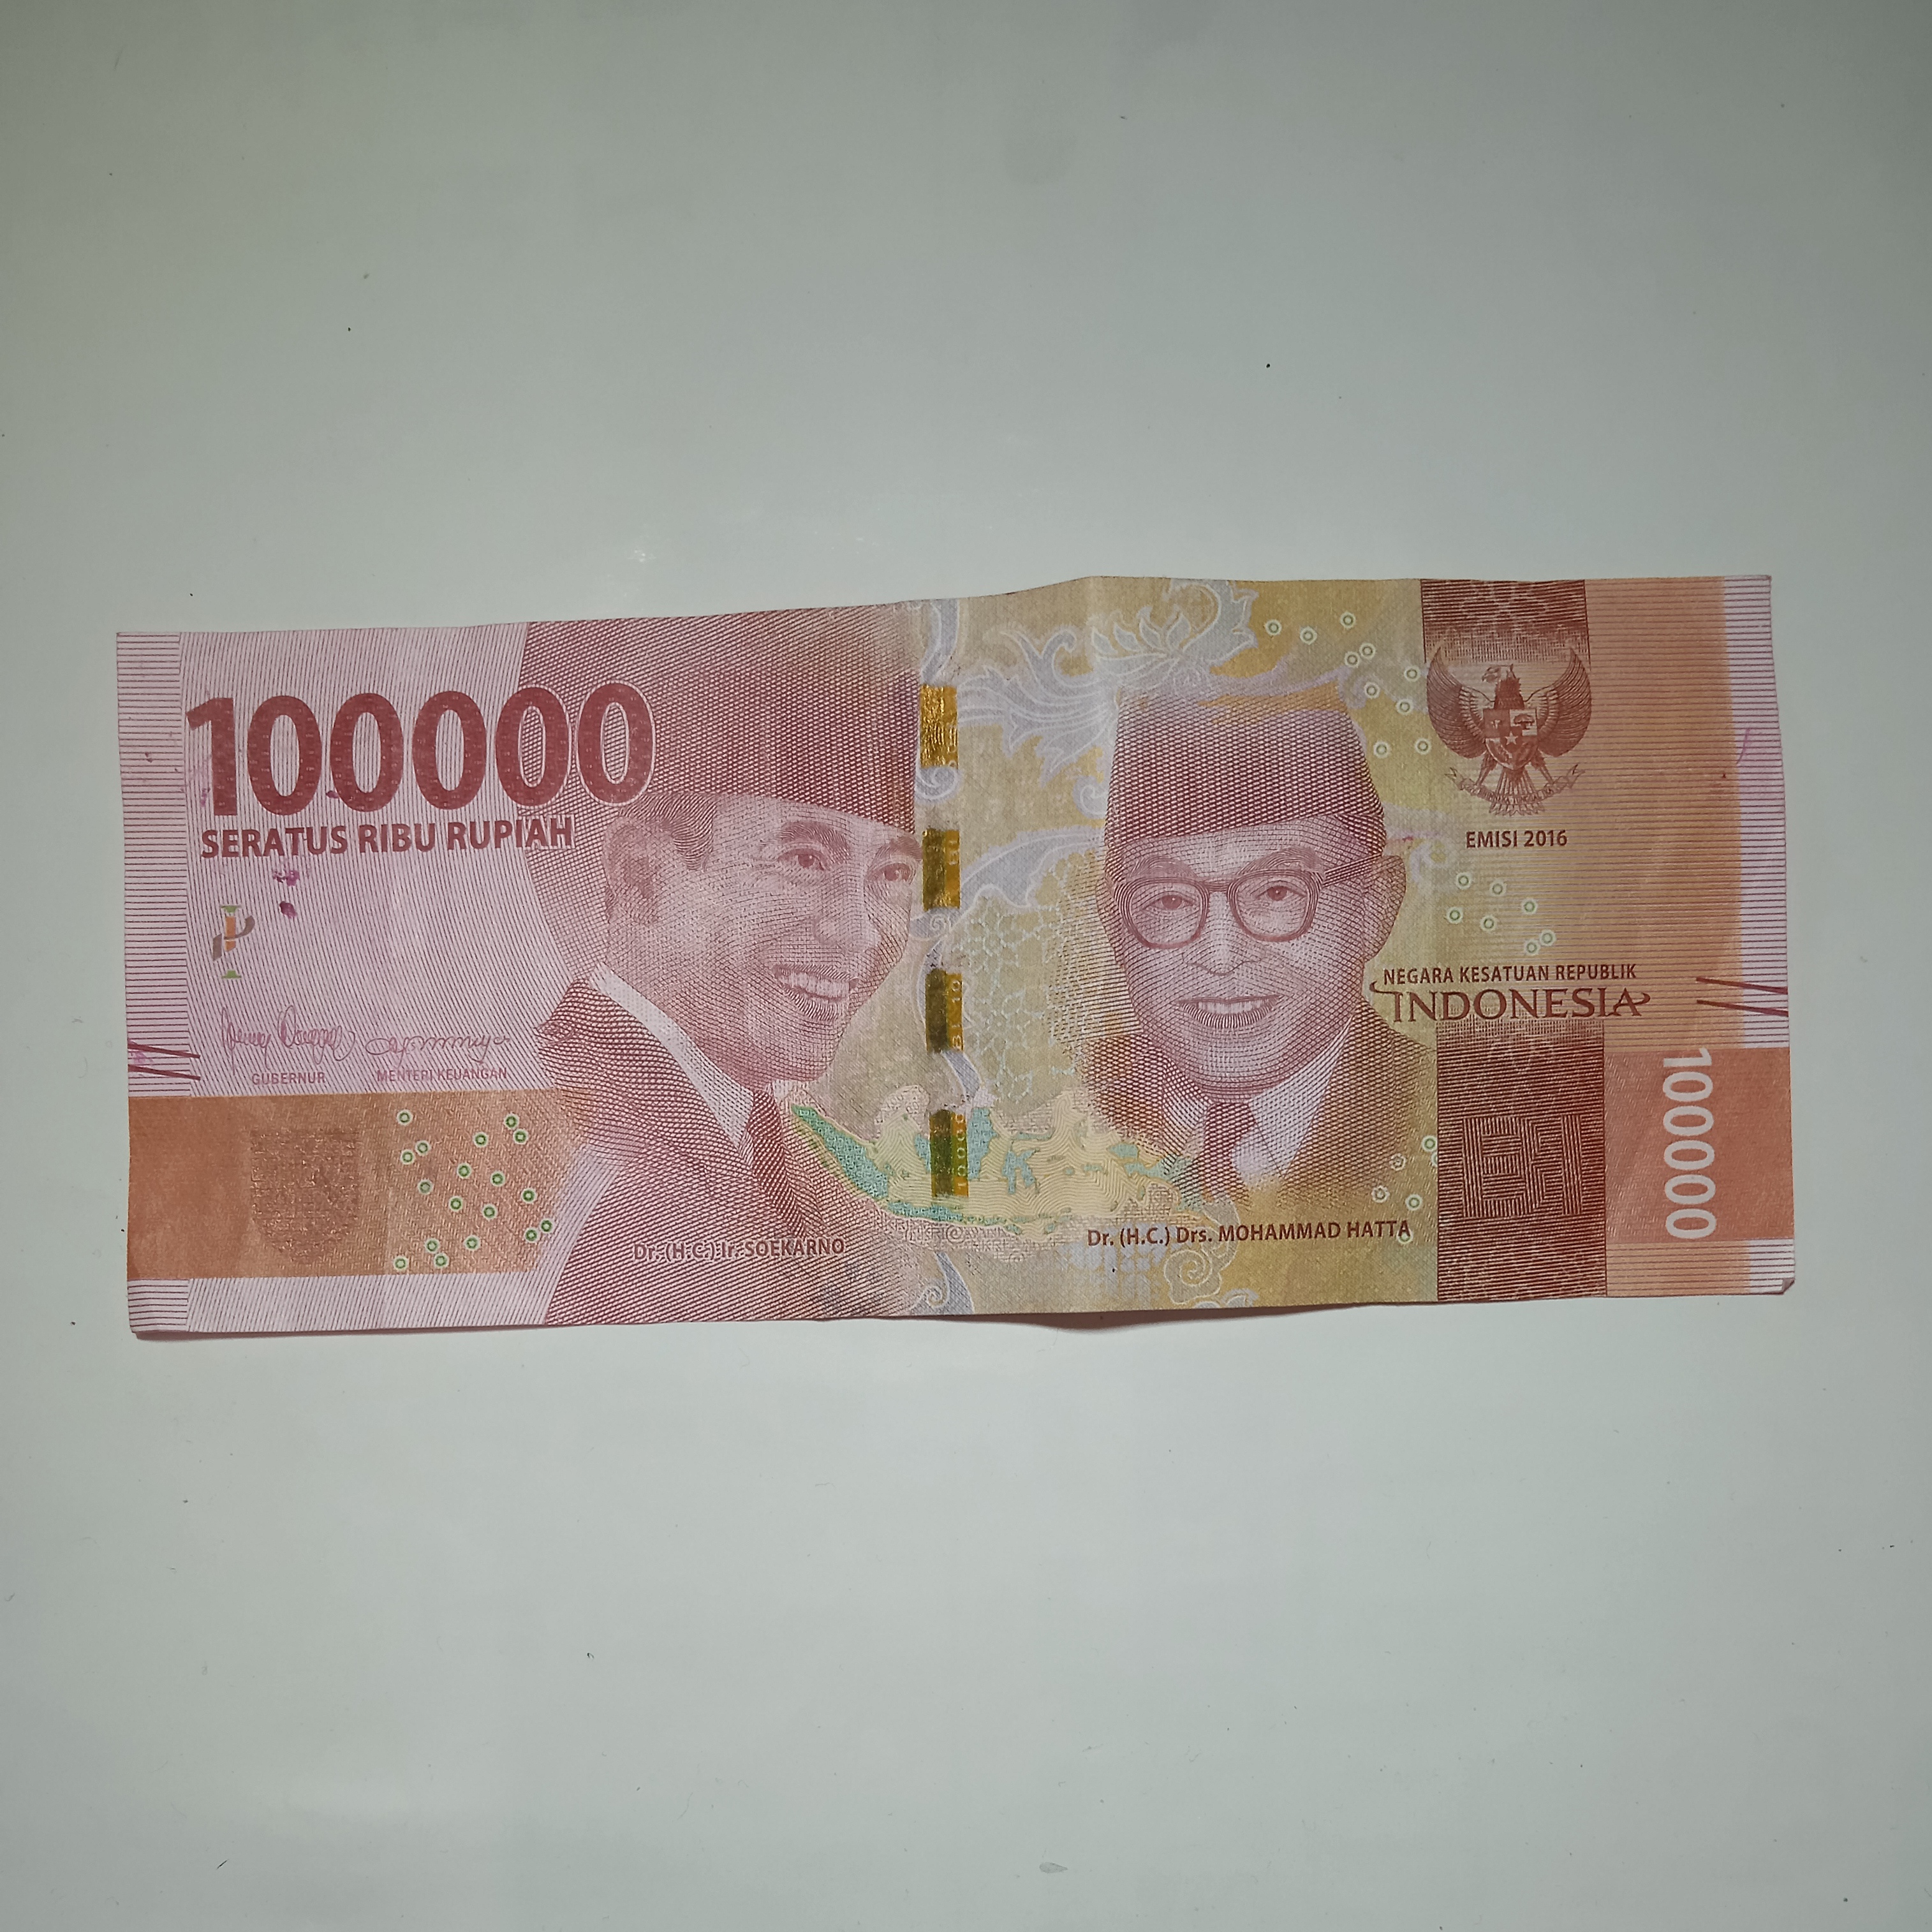 100000
SERATUS RIBU RUPIAH
GUBERNUR
MENTERI KEUANGAN
Dr. (H.C.) Ir. SOEKARNO
Dr. (H.C.) Drs. MOHAMMAD HATTA
EMISI 2016
NEGARA KESATUAN REPUBLIK
INDONESIA
100000